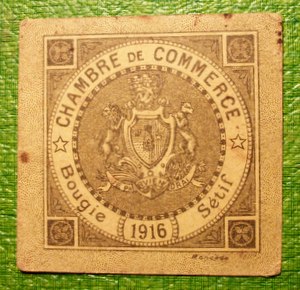 ☆ CHAMBRE DE COMMERCE ☆
Bougie Sétif
1916